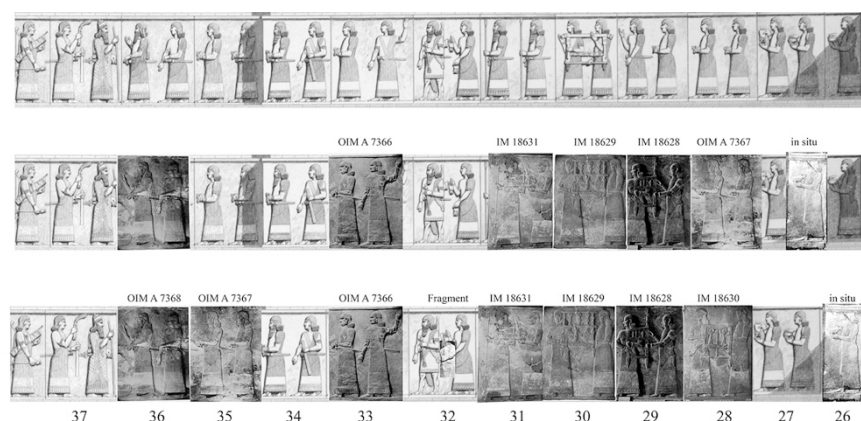 OIM A 7366 IM 18631 IM 18629 IM 18628 OIM A 7367 in situ
OIM A 7368 OIM A 7367 OIM A 7366 Fragment IM 18631 IM 18629 IM 18628 IM 18630 in situ
37 36 35 34 33 32 31 30 29 28 27 26